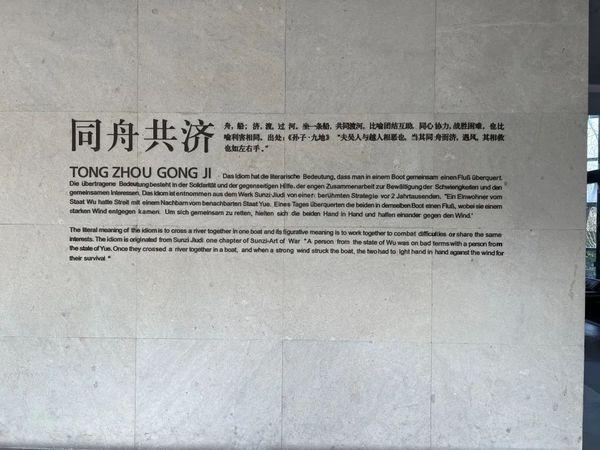 同舟共济
舟，船；济，渡，过河。坐一条船，共同渡河，比喻团结互助，同心协力，战胜困难，也比
喻利害相同。出处：《孙子·九地》“夫吴人与越人相恶也，当其同舟而济，遇风，其相救
也如左右手。”
TONG ZHOU GONG JI Das Idiom hat die literarische Bedeutung, dass man in einem Boot gemeinsam einen Fluß überquert.
Die übertragene Bedeutung besteht in der Solidarität und der gegenseitigen Hilfe, der engen Zusammenarbeit zur Bewältigung der Schwierigkeiten und den
gemeinsamen Interessen. Das Idiom ist entnommen aus dem Werk Sunzi-Jiudi von einer berühmten Strategie vor 2 Jahrtausenden. "Ein Einwohner vom
Staat Wu hatte Streit mit einem Nachbarn vom benachbarten Staat Yue. Eines Tages überquerten die beiden in demselben Boot einen Fluß, wobei sie einem
starken Wind entgegen kamen. Um sich gemeinsam zu retten, hielten sich die beiden Hand in Hand und halfen einander gegen den Wind."
The literal meaning of the idiom is to cross a river together in one boat and its figurative meaning is to work together to combat difficulties or share the same
interests. The idiom is originated from Sunzi Jiudi one chapter of Sunzi-Art of War "A person from the state of Wu was on bad terms with a person from
the state of Yue. Once they crossed a river together in a boat, and when a strong wind struck the boat, the two had to ight hand in hand against the wind for
their survival "